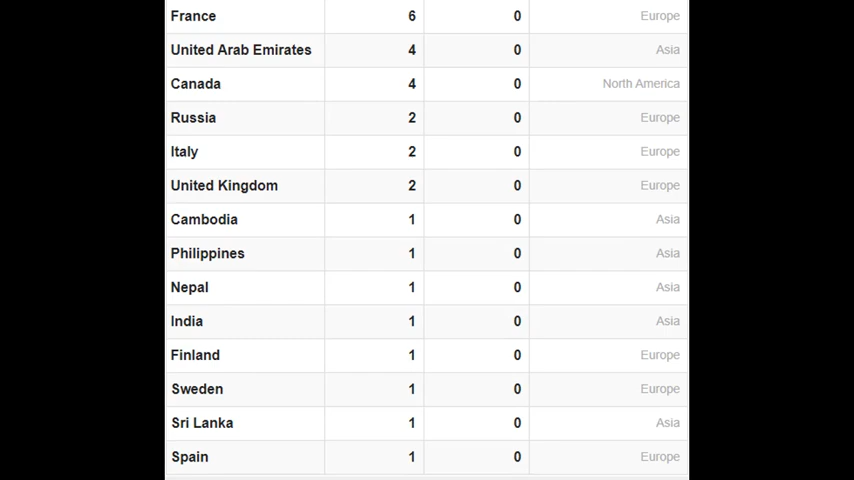 France 6 0 Europe
United Arab Emirates 4 0 Asia
Canada 4 0 North America
Russia 2 0 Europe
Italy 2 0 Europe
United Kingdom 2 0 Europe
Cambodia 1 0 Asia
Philippines 1 0 Asia
Nepal 1 0 Asia
India 1 0 Asia
Finland 1 0 Europe
Sweden 1 0 Europe
Sri Lanka 1 0 Asia
Spain 1 0 Europe